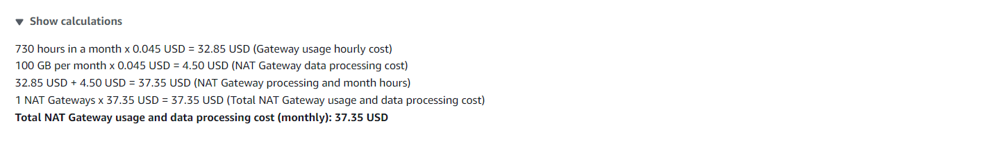 Show calculations
730 hours in a month x 0.045 USD = 32.85 USD (Gateway usage hourly cost)
100 GB per month x 0.045 USD = 4.50 USD (NAT Gateway data processing cost)
32.85 USD + 4.50 USD = 37.35 USD (NAT Gateway processing and month hours)
1 NAT Gateways x 37.35 USD = 37.35 USD (Total NAT Gateway usage and data processing cost)
Total NAT Gateway usage and data processing cost (monthly): 37.35 USD